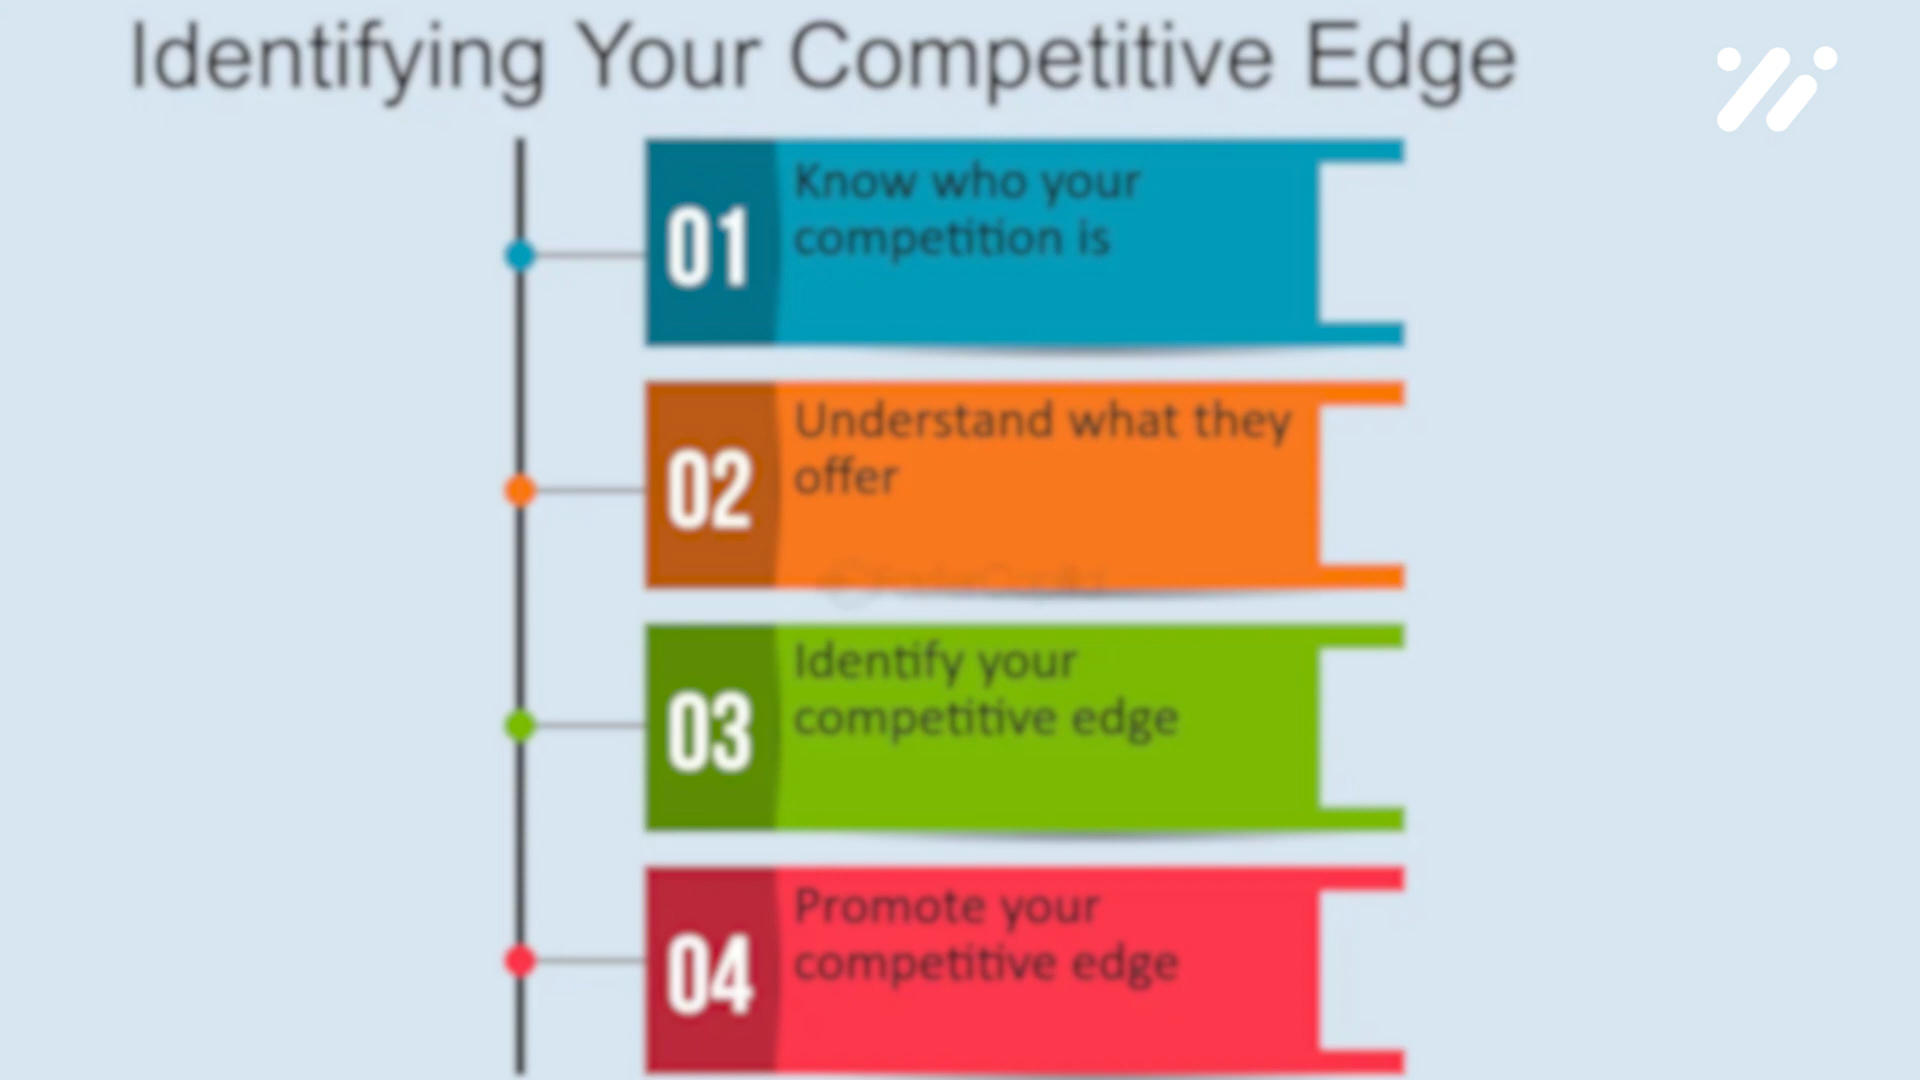 Identifying Your Competitive Edge
01
Know who your
competition is
02
Understand what they
offer
03
Identify your
competitive edge
04
Promote your
competitive edge